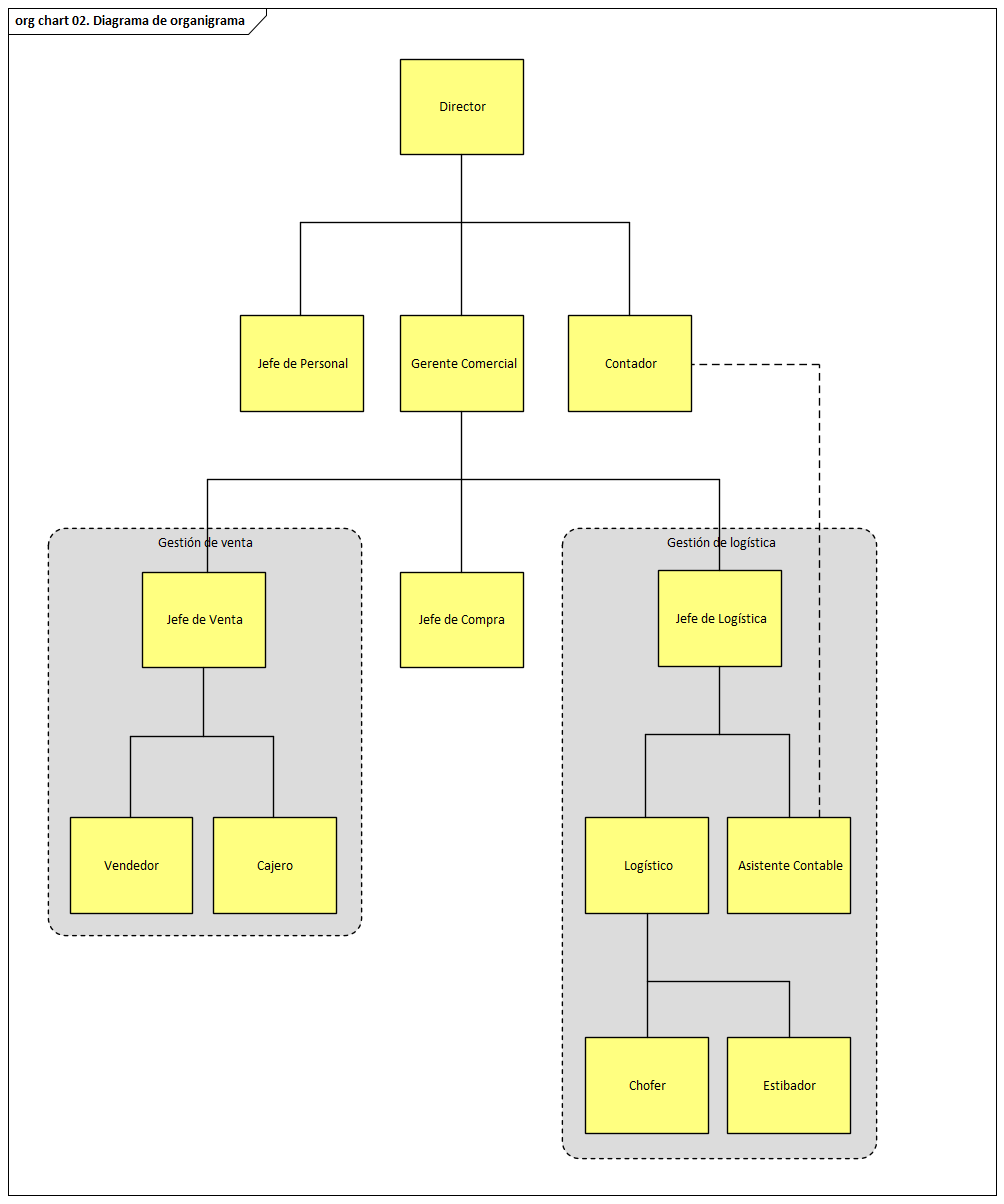 org chart 02. Diagrama de organigrama
Director
Jefe de Personal
Gerente Comercial
Contador
Gestión de venta
Gestión de logística
Jefe de Venta
Jefe de Compra
Jefe de Logística
Vendedor
Cajero
Logístico
Asistente Contable
Chofer
Estibador